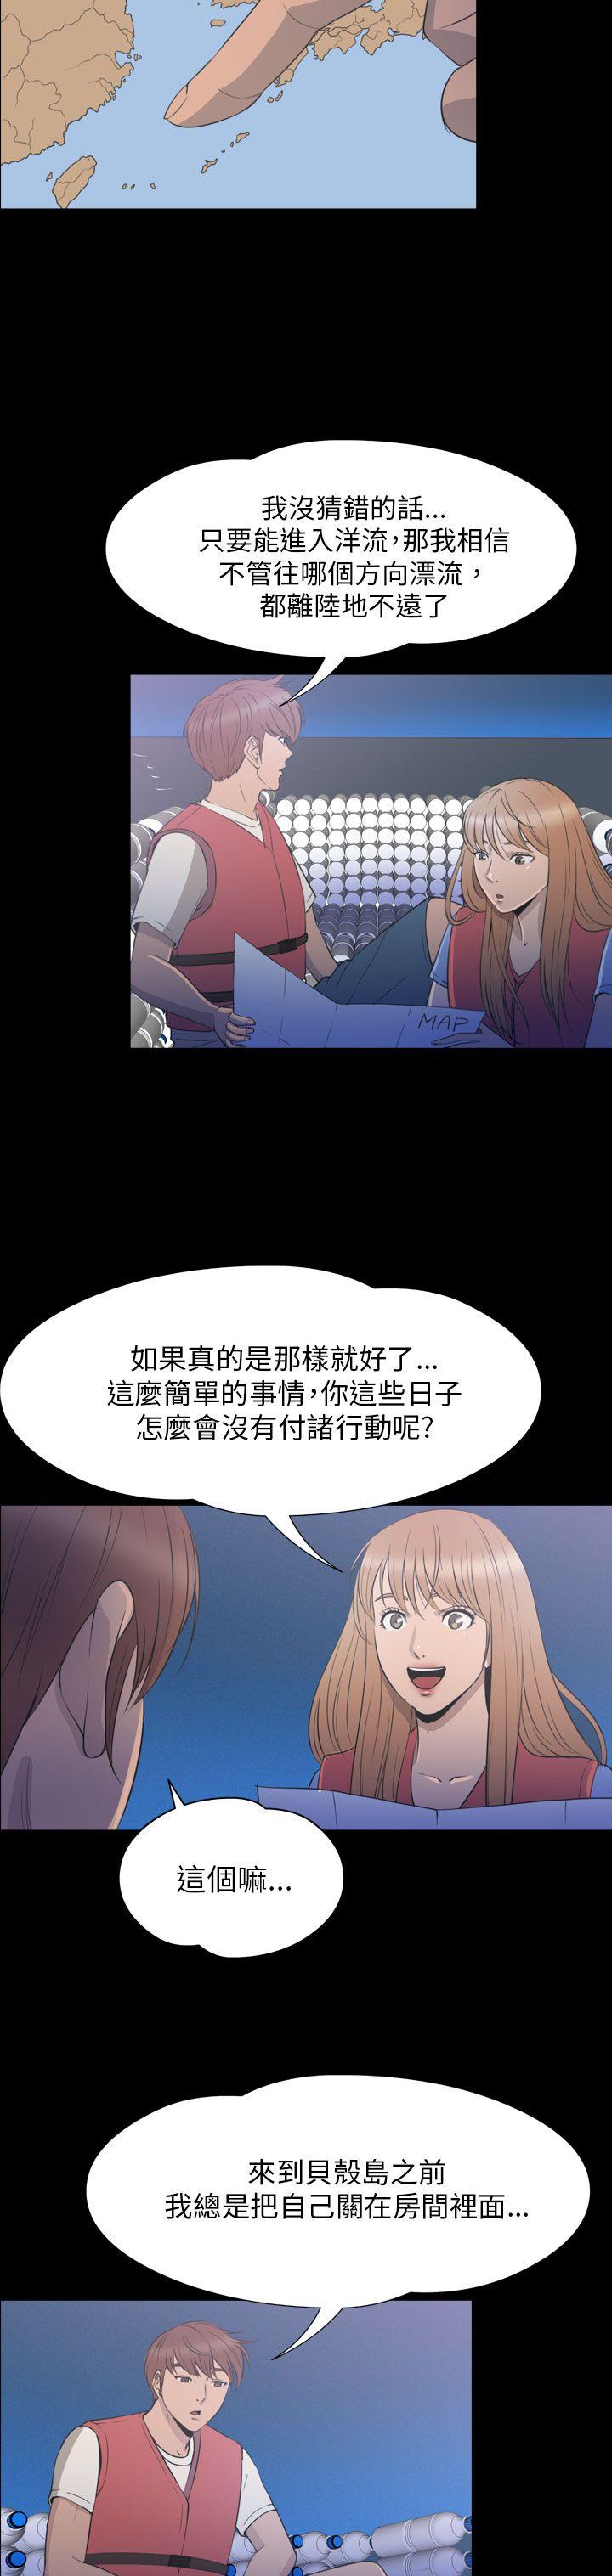 我沒猜錯的話...
只要能進入洋流，那我相信
不管往哪個方向漂流，
都離陸地不遠了
MAP
如果真的是那樣就好了...
這麼簡單的事情，你這些日子
怎麼會沒有付諸行動呢?
這個嘛...
來到貝殼島之前
我總是把自己關在房間裡面...